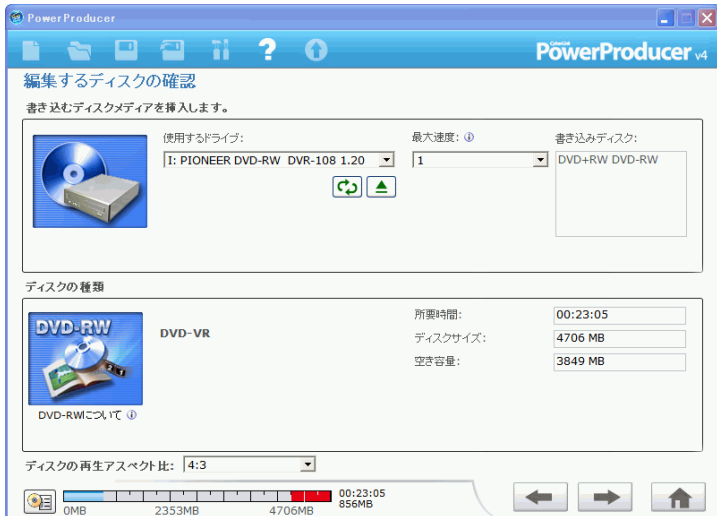 PowerProducer
CyberLink
PowerProducer v4
編集するディスクの確認
書き込むディスクメディアを挿入します。
使用するドライブ:
最大速度:
書き込みディスク:
I: PIONEER DVD-RW DVR-108 1.20
1
DVD+RW DVD-RW
ディスクの種類
DVD-RW
DVD-VR
所要時間:
00:23:05
ディスクサイズ:
4706 MB
空き容量:
3849 MB
DVD-RWについて
ディスクの再生アスペクト比:
4:3
00:23:05
856MB
0MB
2353MB
4706MB